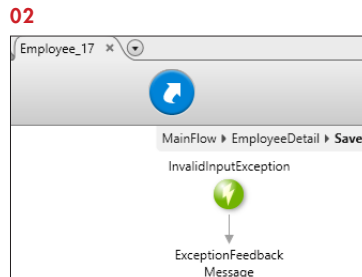 02
Employee_17 ×
MainFlow ▸ EmployeeDetail ▸ Save
InvalidInputException
ExceptionFeedback
Message